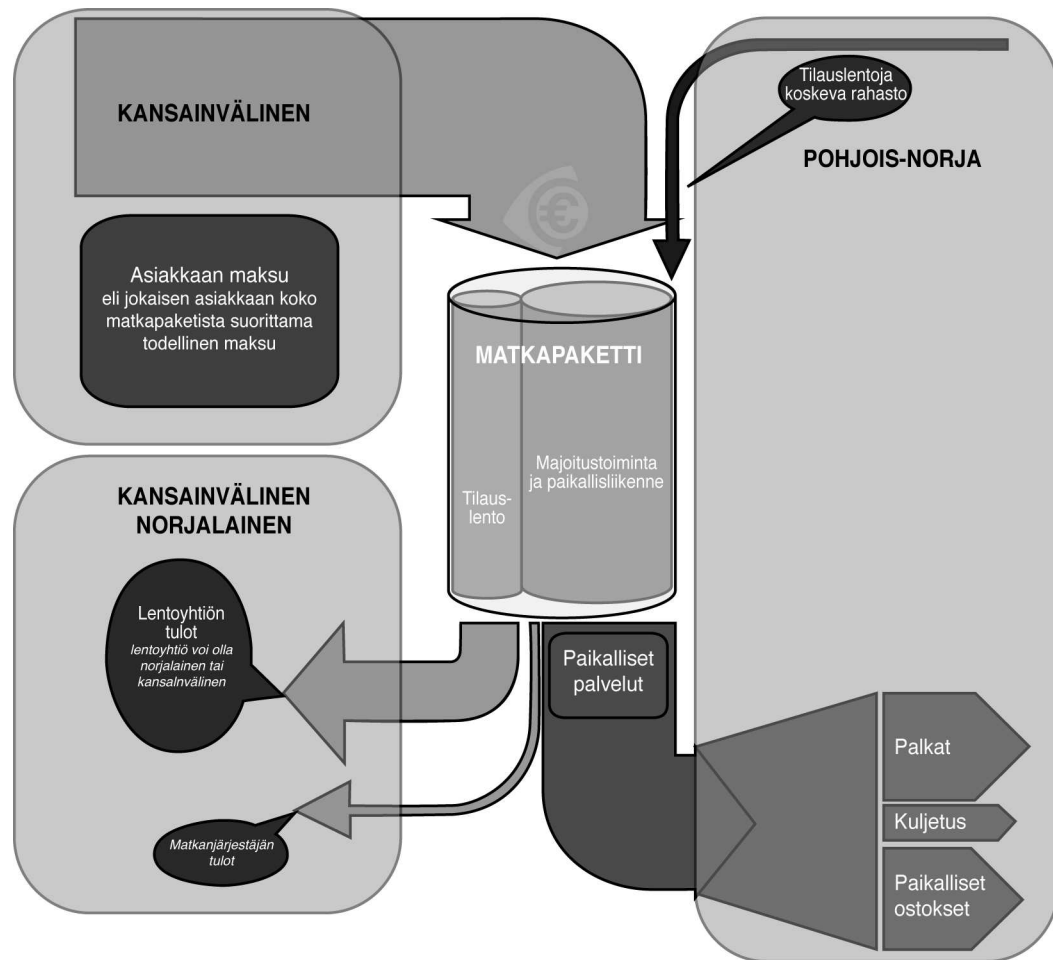 KANSAINVÄLINEN
Asiakkaan maksu
eli jokaisen asiakkaan koko
matkapaketista suorittama
todellinen maksu
Tilauslentoja
koskeva rahasto
POHJOIS-NORJA
€
MATKAPAKETTI
Tilaus-
lento
Majoitustoiminta
ja paikallisliikenne
KANSAINVÄLINEN
NORJALAINEN
Lentoyhtiön
tulot
lentoyhtiö voi olla
norjalainen tai
kansalnvälinen
Matkanjärjestäjän
tulot
Paikalliset
palvelut
Palkat
Kuljetus
Paikalliset
ostokset